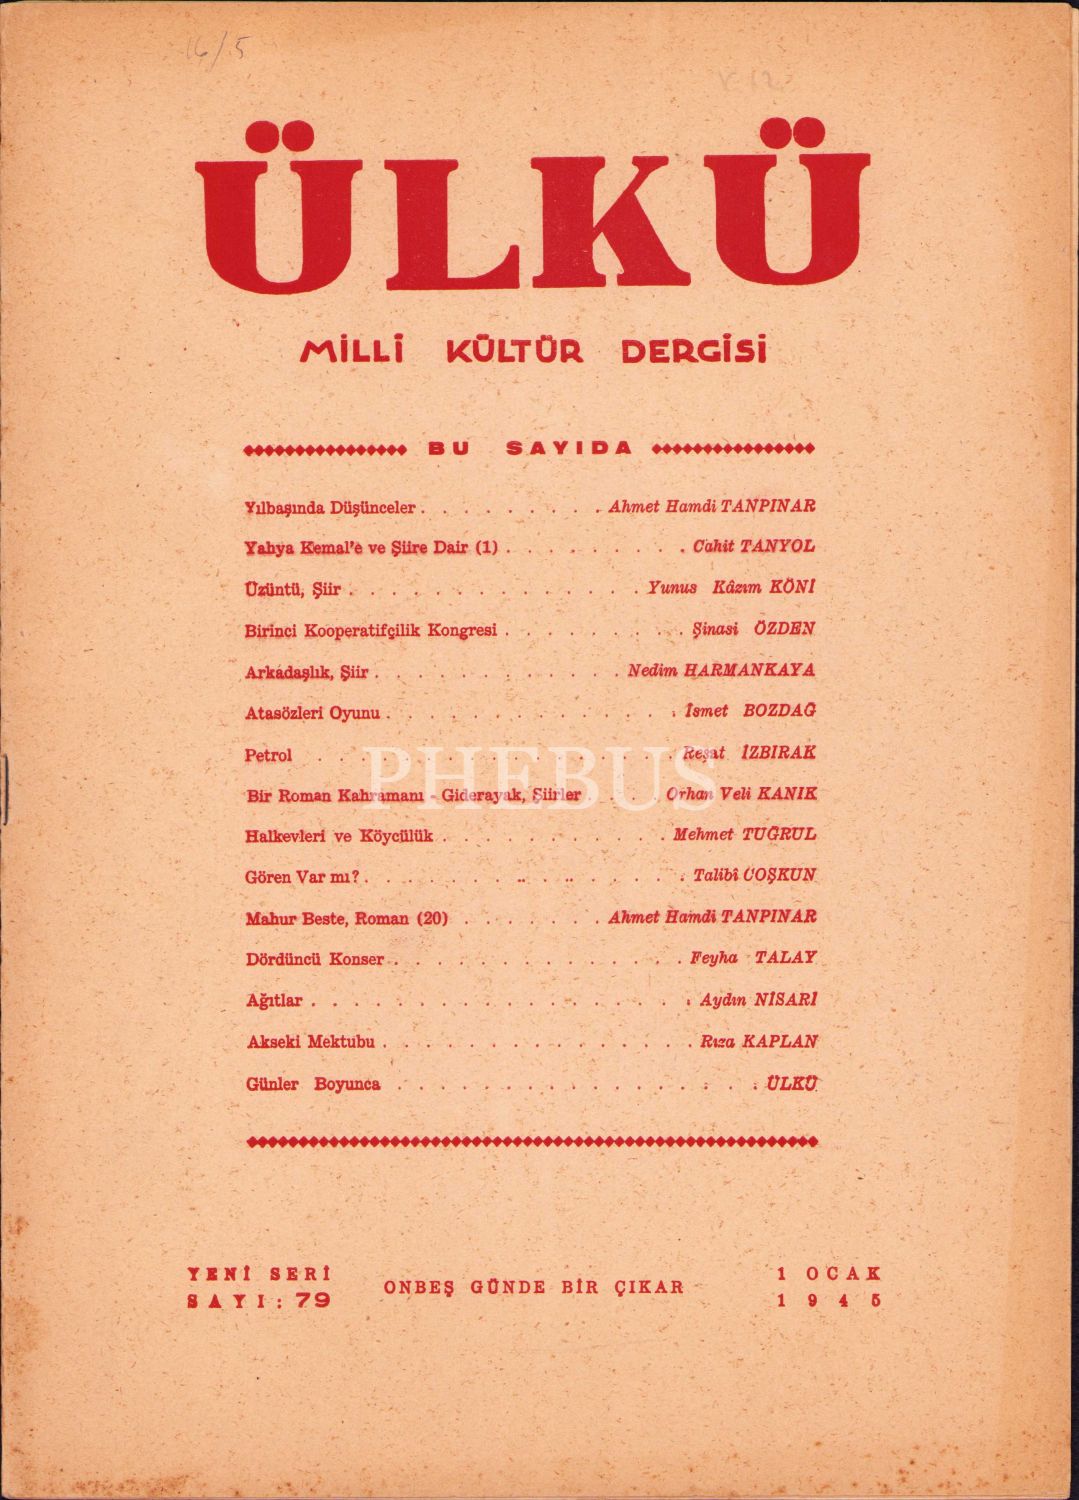 16/5
ÜLKÜ
MİLLİ KÜLTÜR DERGİSİ
BU SAYIDA
Yılbaşında Düşünceler . . . . . . . . . Ahmet Hamdi TANPINAR
Yahya Kemal'e ve Şiire Dair (1) . . . . . . . . . Cahit TANYOL
Üzüntü, Şiir . . . . . . . . . . . . . . Yunus Kâzım KÖNİ
Birinci Kooperatifçilik Kongresi . . . . . . . . . Şinasi ÖZDEN
Arkadaşlık, Şiir . . . . . . . . . . . . Nedim HARMANKAYA
Atasözleri Oyunu . . . . . . . . . . . . . İsmet BOZDAĞ
Petrol . . . . . . . . . . . . . . . . Reşat İZBIRAK
Bir Roman Kahramanı - Giderayak, Şiirler . . . . Orhan Veli KANIK
Halkevleri ve Köycülük . . . . . . . . . . . Mehmet TUĞRUL
Gören Var mı? . . . . . . . . . . . . . . Talibî COŞKUN
Mahur Beste, Roman (20) . . . . . . . Ahmet Hamdi TANPINAR
Dördüncü Konser . . . . . . . . . . . . . Feyha TALAY
Ağıtlar . . . . . . . . . . . . . . . . . Aydın NİSARİ
Akseki Mektubu . . . . . . . . . . . . . . Rıza KAPLAN
Günler Boyunca . . . . . . . . . . . . . . . . ÜLKÜ
PHEBUS
YENİ SERİ
SAYI: 79
ONBEŞ GÜNDE BİR ÇIKAR
1 OCAK
1945